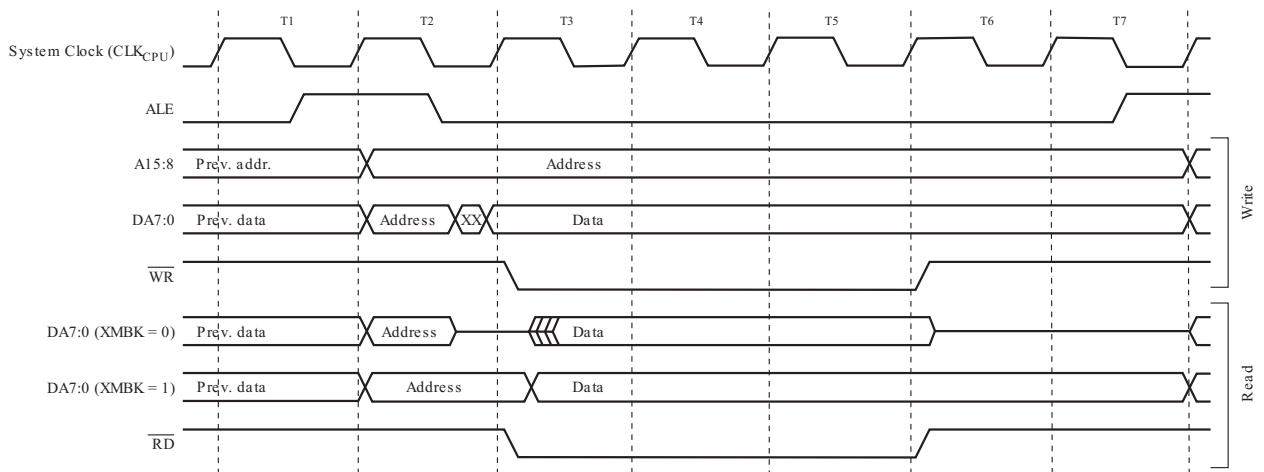 T1 T2 T3 T4 T5 T6 T7
System Clock (CLKCPU)
ALE
A15:8 Prev. addr. Address
DA7:0 Prev. data Address XX Data
WR
Write
DA7:0 (XMBK = 0) Prev. data Address Data
DA7:0 (XMBK = 1) Prev. data Address Data
RD
Read